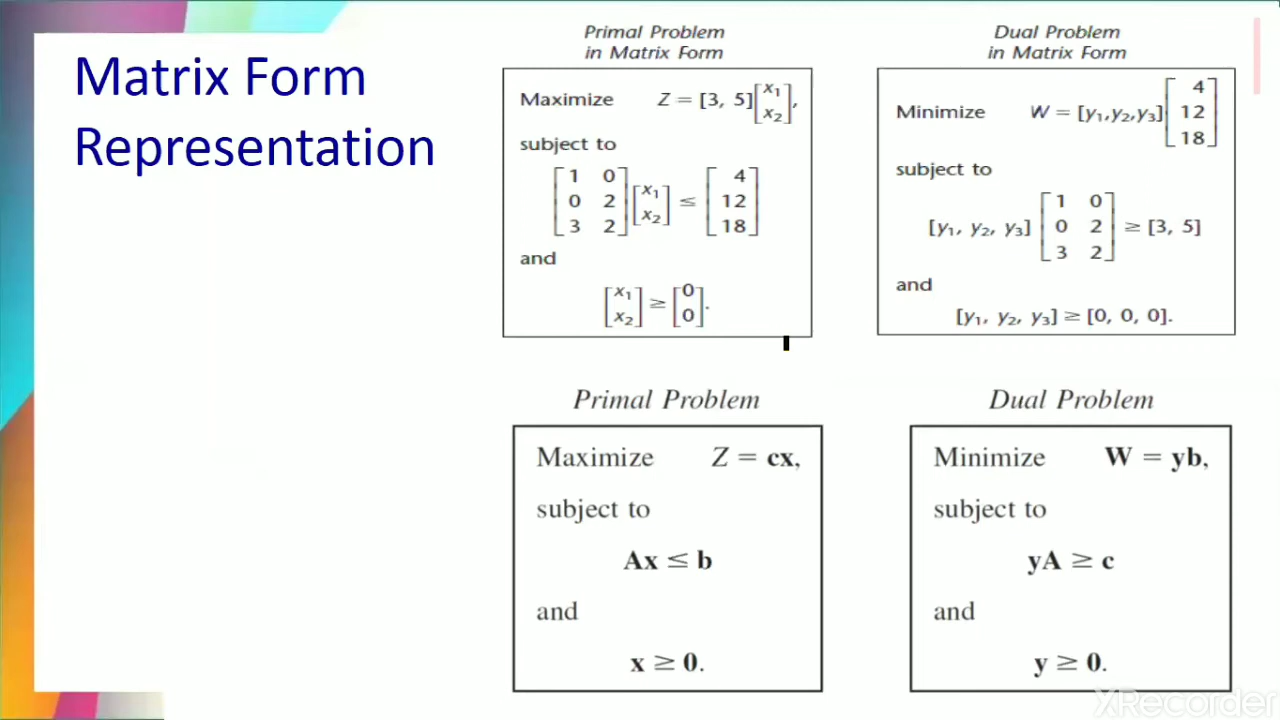 Matrix Form
Representation
Primal Problem
in Matrix Form
Maximize Z = [3, 5] [x₁
x₂],
subject to
[1 0
0 2
3 2] [x₁
x₂] ≤ [4
12
18]
and
[x₁
x₂] ≥ [0
0].
Dual Problem
in Matrix Form
Minimize W = [y₁,y₂,y₃] [4
12
18]
subject to
[y₁, y₂, y₃] [1 0
0 2
3 2] ≥ [3, 5]
and
[y₁, y₂, y₃] ≥ [0, 0, 0].
Primal Problem
Maximize Z = cx,
subject to
Ax ≤ b
and
x ≥ 0.
Dual Problem
Minimize W = yb,
subject to
yA ≥ c
and
y ≥ 0.
XRecorder